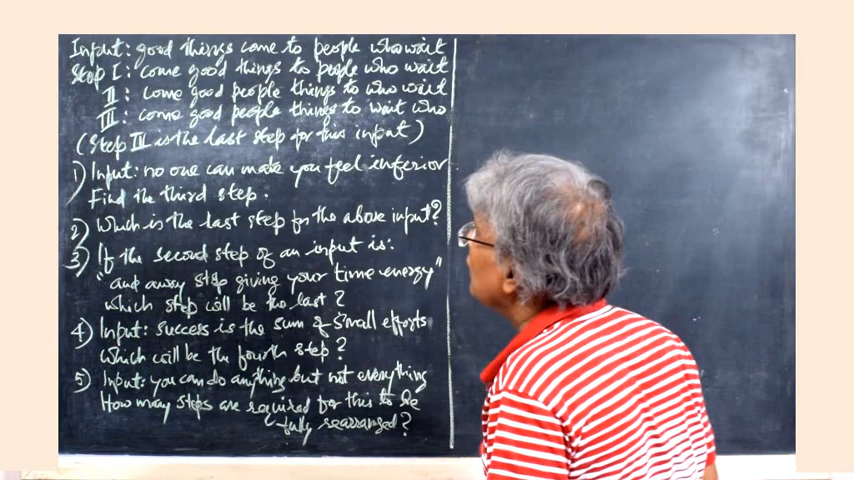 Input: good things come to people who wait
Step I: come good things to people who wait
II: come good people things to who wait
III: come good people things to wait who
(Step III is the last step for this input)
1) Input: no one can make you feel inferior
Find the third step.
2) Which is the last step for the above input?
3) If the second step of an input is:
"and away stop giving your time energy"
which step will be the last?
4) Input: success is the sum of small efforts
which will be the fourth step?
5) Input: you can do anything but not everything
How many steps are required for this to be
fully rearranged?